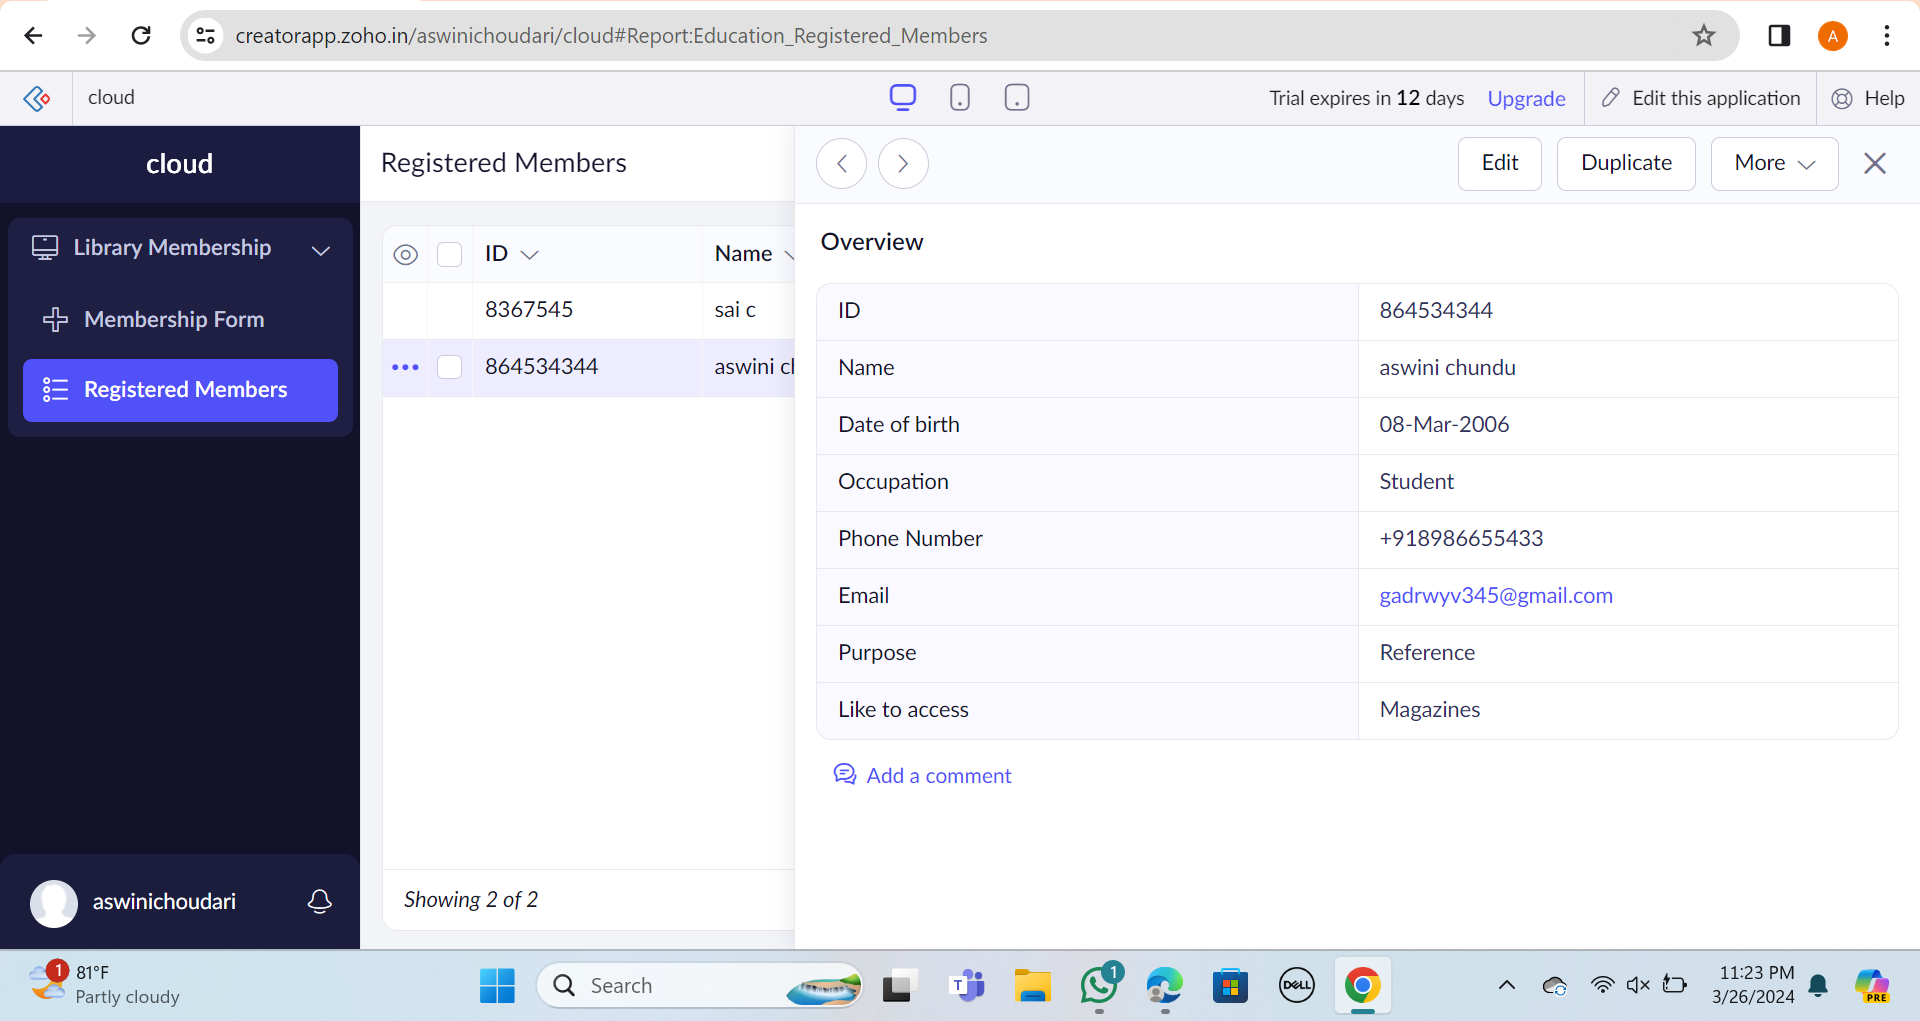 creatorapp.zoho.in/aswinichoudari/cloud#Report:Education_Registered_Members
A
cloud
Trial expires in 12 days Upgrade Edit this application Help
cloud
Library Membership
Membership Form
Registered Members
aswinichoudari
Registered Members
ID Name
8367545 sai c
864534344 aswini cl
Showing 2 of 2
Edit Duplicate More
Overview
ID 864534344
Name aswini chundu
Date of birth 08-Mar-2006
Occupation Student
Phone Number +918986655433
Email gadrwyv345@gmail.com
Purpose Reference
Like to access Magazines
Add a comment
1 81°F
Partly cloudy
Search
T
1
DELL
11:23 PM
3/26/2024
PRE